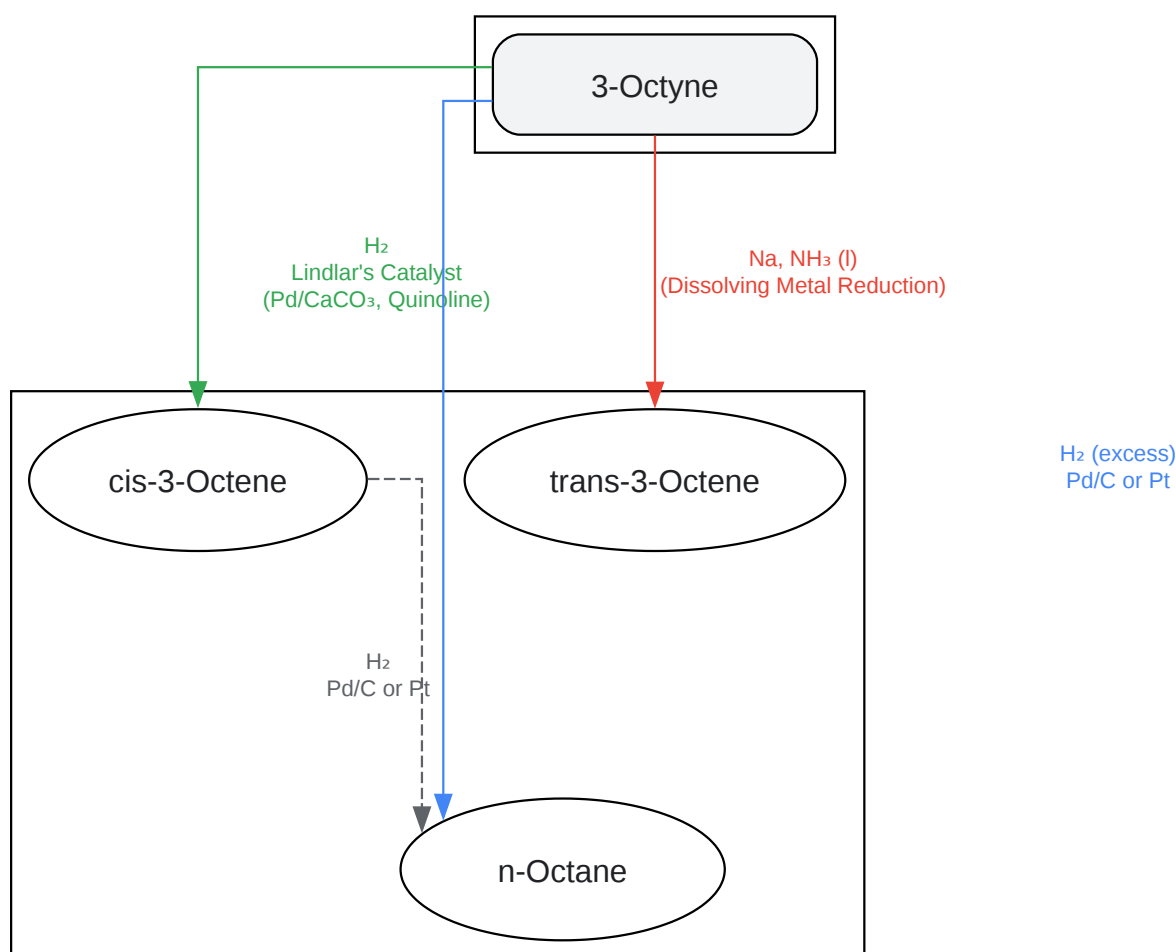 3-Octyne
H₂
Lindlar's Catalyst
(Pd/CaCO₃, Quinoline)
Na, NH₃ (l)
(Dissolving Metal Reduction)
H₂ (excess)
Pd/C or Pt
cis-3-Octene
trans-3-Octene
H₂
Pd/C or Pt
n-Octane